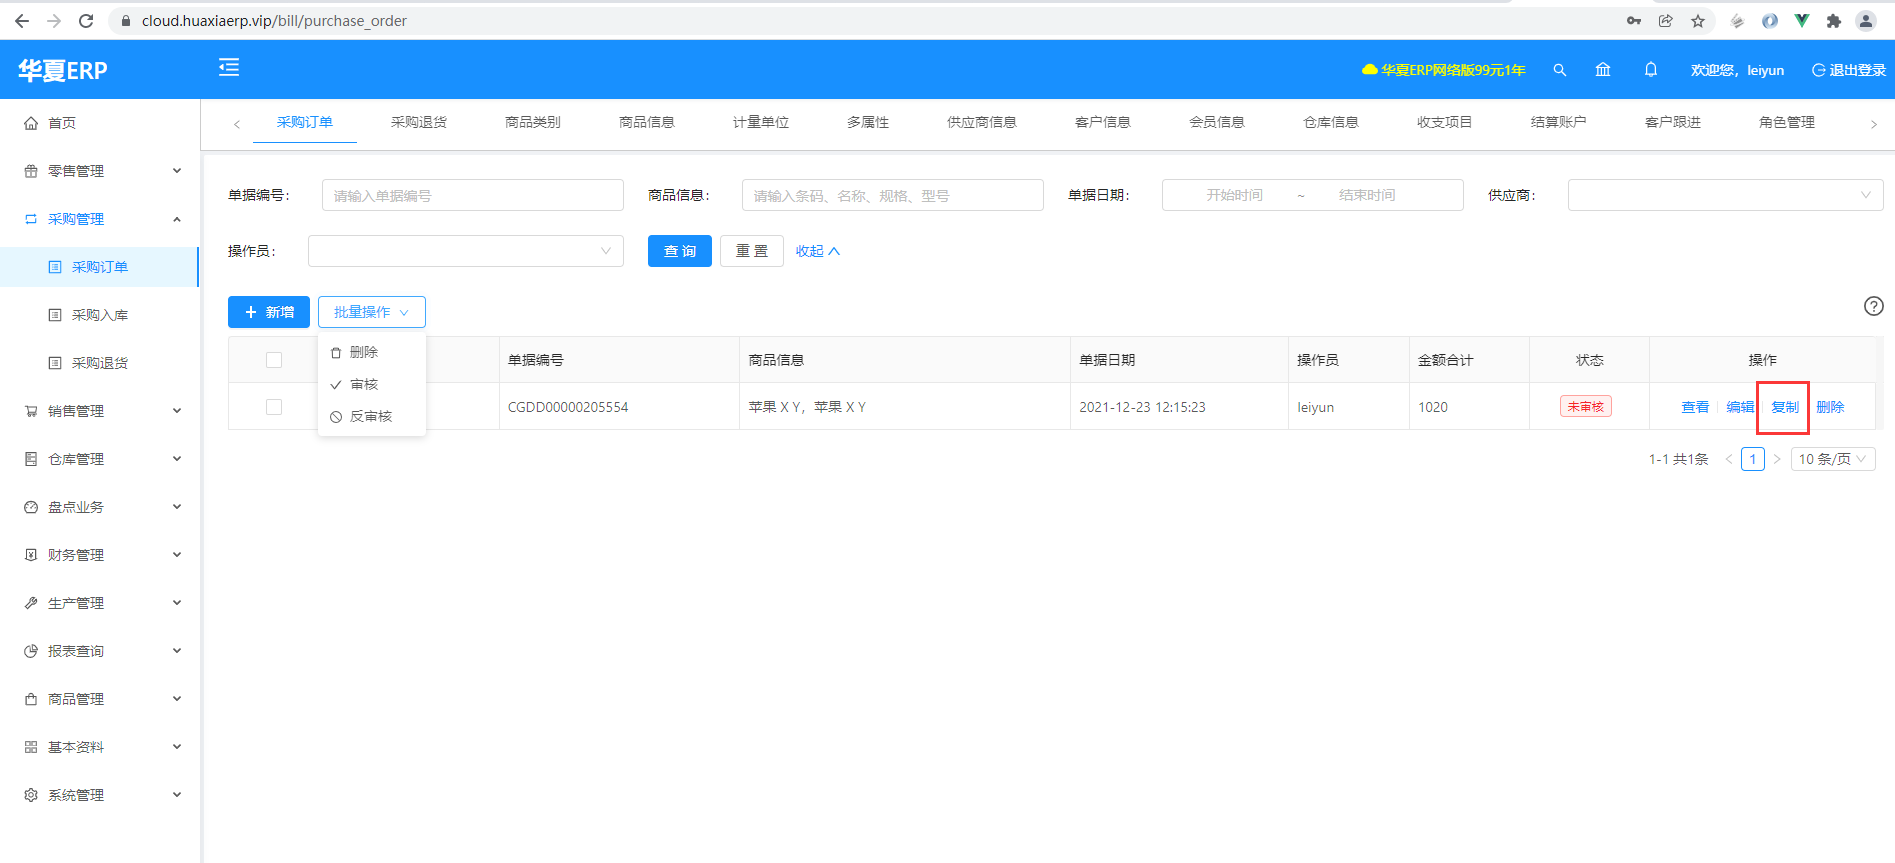 cloud.huaxiaerp.vip/bill/purchase_order
华夏ERP
华夏ERP网络版99元1年
欢迎您，leiyun
退出登录
首页
零售管理
采购管理
采购订单
采购入库
采购退货
销售管理
仓库管理
盘点业务
财务管理
生产管理
报表查询
商品管理
基本资料
系统管理
采购订单 采购退货 商品类别 商品信息 计量单位 多属性 供应商信息 客户信息 会员信息 仓库信息 收支项目 结算账户 客户跟进 角色管理
单据编号： 请输入单据编号 商品信息： 请输入条码、名称、规格、型号 单据日期： 开始时间 ~ 结束时间 供应商：
操作员： 查 询 重 置 收起
新增 批量操作
删除
审核
反审核
单据编号 商品信息 单据日期 操作员 金额合计 状态 操作
CGDD00000205554 苹果 X Y，苹果 X Y 2021-12-23 12:15:23 leiyun 1020 未审核 查看 编辑 复制 删除
1-1 共1条 1 10 条/页